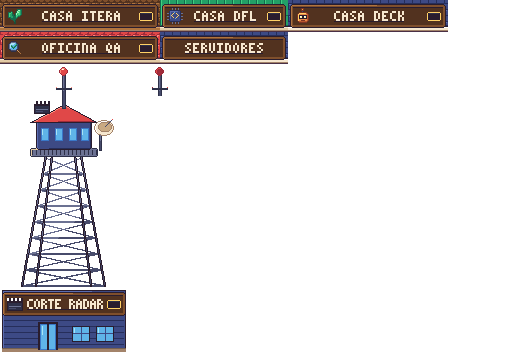 CASA ITERA
CASA DFL
CASA DECK
OFICINA QA
SERVIDORES
CORTE RADAR